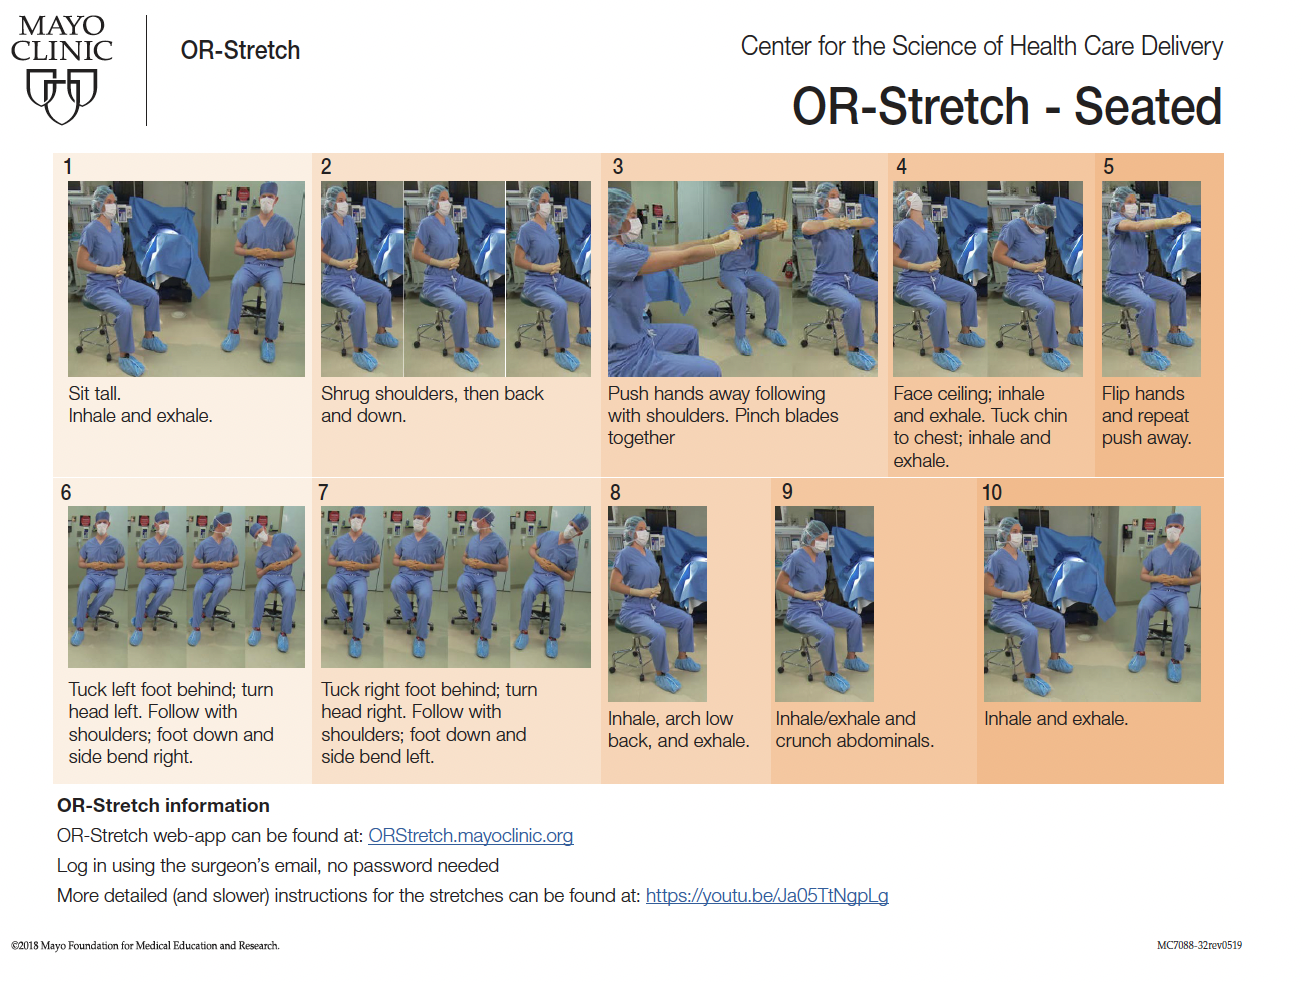 MAYO
CLINIC
OR-Stretch
Center for the Science of Health Care Delivery
OR-Stretch - Seated
1
Sit tall.
Inhale and exhale.
2
Shrug shoulders, then back
and down.
3
Push hands away following
with shoulders. Pinch blades
together
4
Face ceiling; inhale
and exhale. Tuck chin
to chest; inhale and
exhale.
5
Flip hands
and repeat
push away.
6
Tuck left foot behind; turn
head left. Follow with
shoulders; foot down and
side bend right.
7
Tuck right foot behind; turn
head right. Follow with
shoulders; foot down and
side bend left.
8
Inhale, arch low
back, and exhale.
9
Inhale/exhale and
crunch abdominals.
10
Inhale and exhale.
OR-Stretch information
OR-Stretch web-app can be found at: ORStretch.mayoclinic.org
Log in using the surgeon’s email, no password needed
More detailed (and slower) instructions for the stretches can be found at: https://youtu.be/Ja05TtNgpLg
©2018 Mayo Foundation for Medical Education and Research.
MC7088-32rev0519